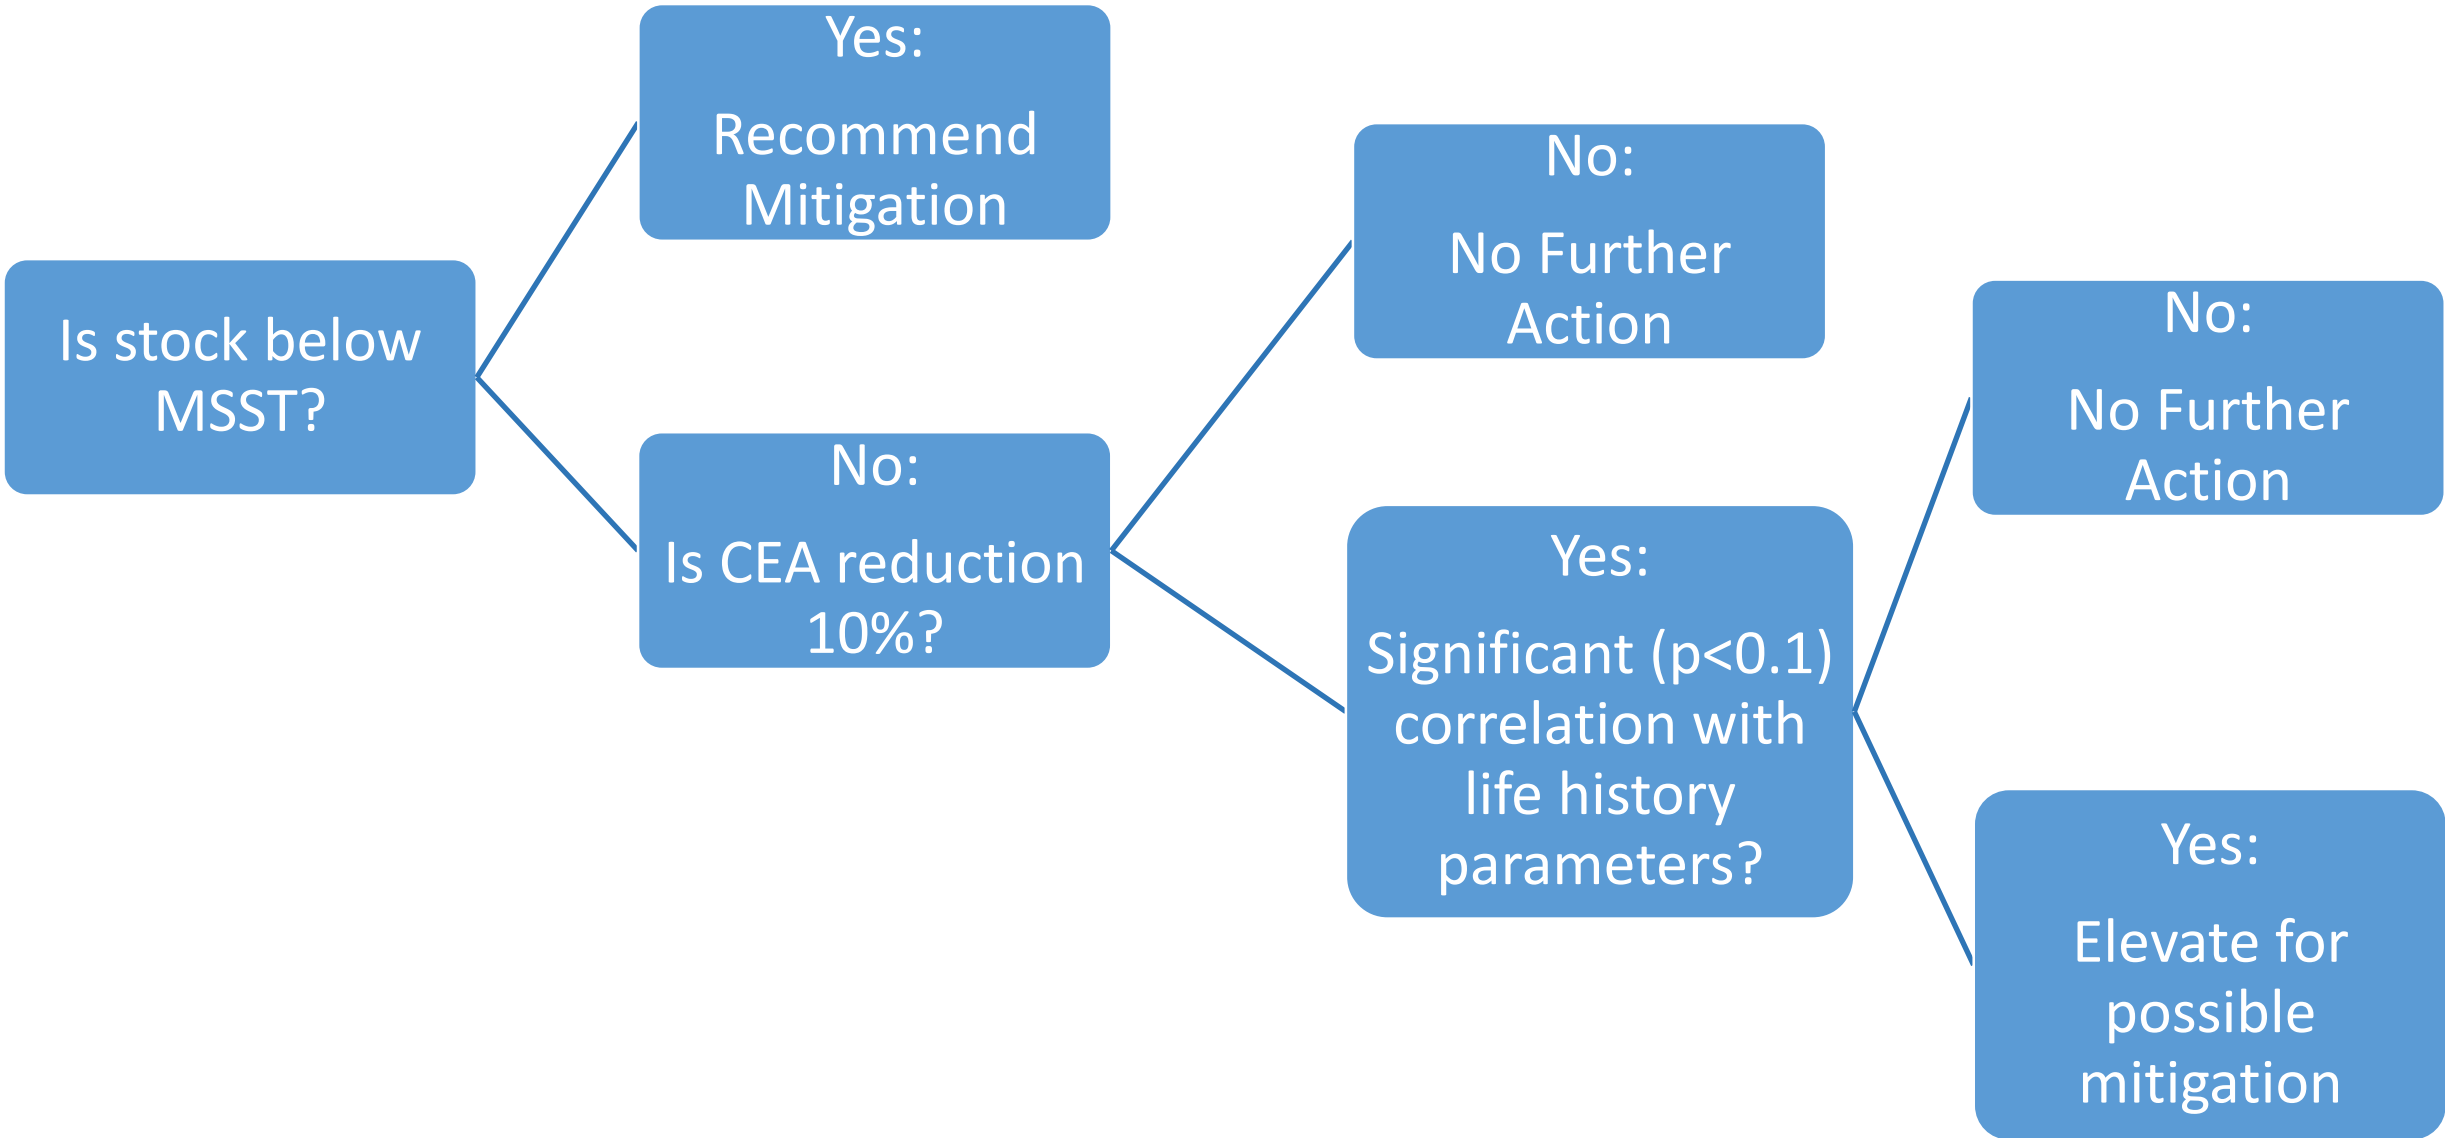 Is stock below
MSST?
Yes:
Recommend
Mitigation
No:
Is CEA reduction
10%?
No:
No Further
Action
Yes:
Significant (p<0.1)
correlation with
life history
parameters?
No:
No Further
Action
Yes:
Elevate for
possible
mitigation